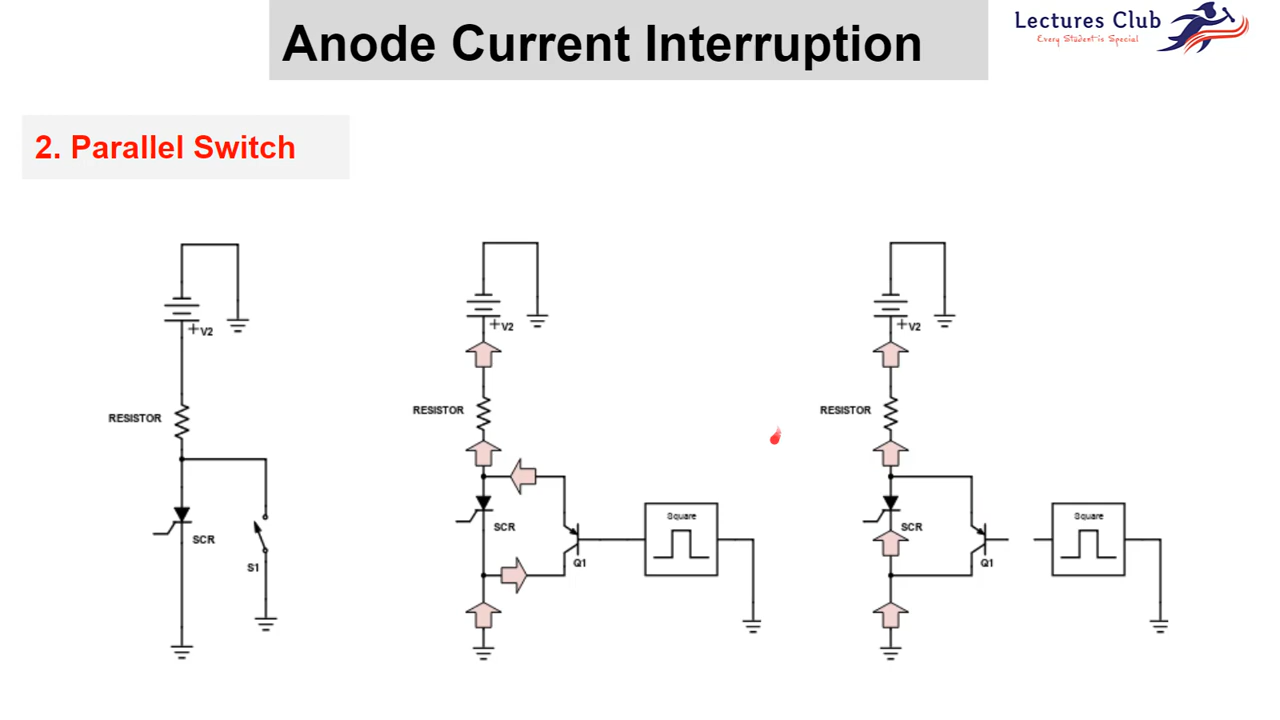 Anode Current Interruption
Lectures Club
Every Student is Special
2. Parallel Switch
+V2
RESISTOR
SCR
S1
+V2
RESISTOR
SCR
Q1
Square
+V2
RESISTOR
SCR
Q1
Square